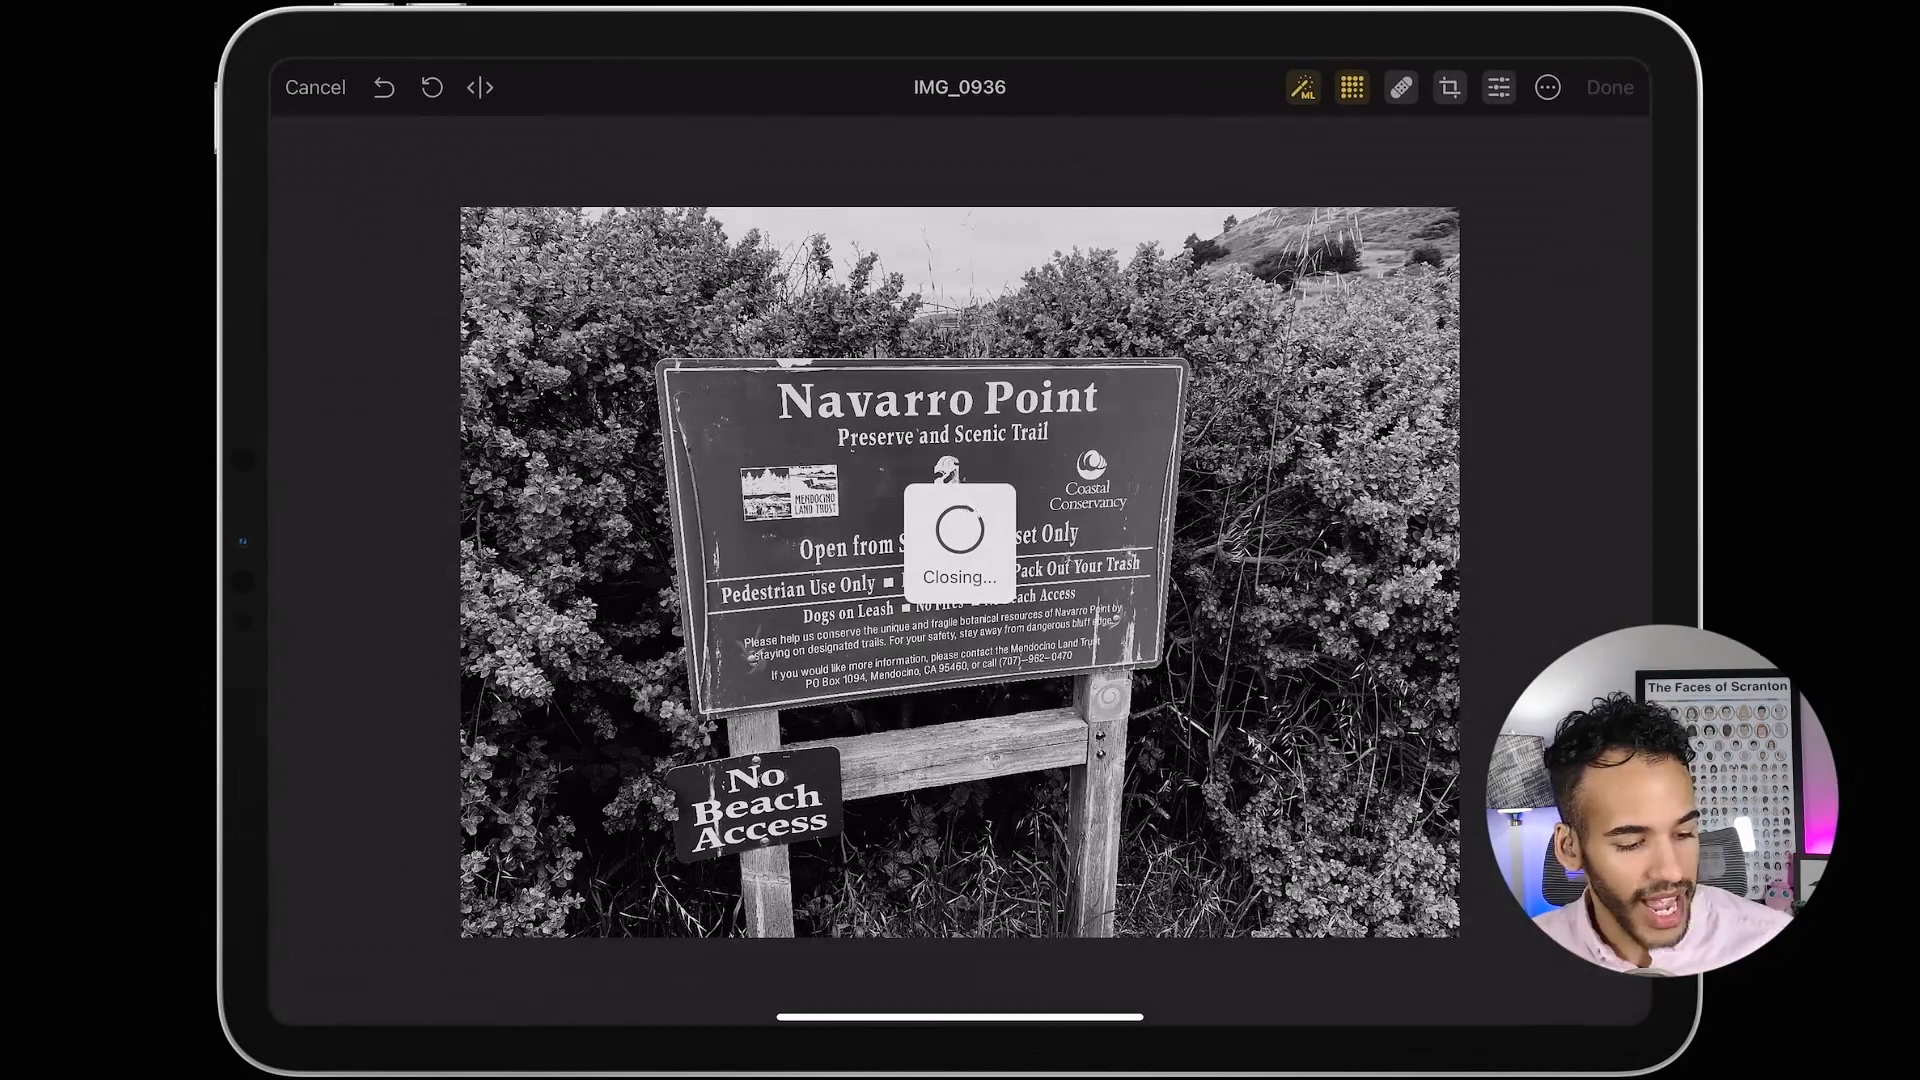 Cancel
IMG_0936
ML
Done
Navarro Point
Preserve and Scenic Trail
MENDOCINO
LAND TRUST
Coastal
Conservancy
Open from S set Only
Pedestrian Use Only ■ Pack Out Your Trash
Dogs on Leash ■ No Fires Beach Access
Please help us conserve the unique and fragile botanical resources of Navarro Point by
staying on designated trails. For your safety, stay away from dangerous bluff edge
If you would like more information, please contact the Mendocino Land Trust
PO Box 1094, Mendocino, CA 95460, or call (707)-962-0470
Closing...
No
Beach
Access
The Faces of Scranton